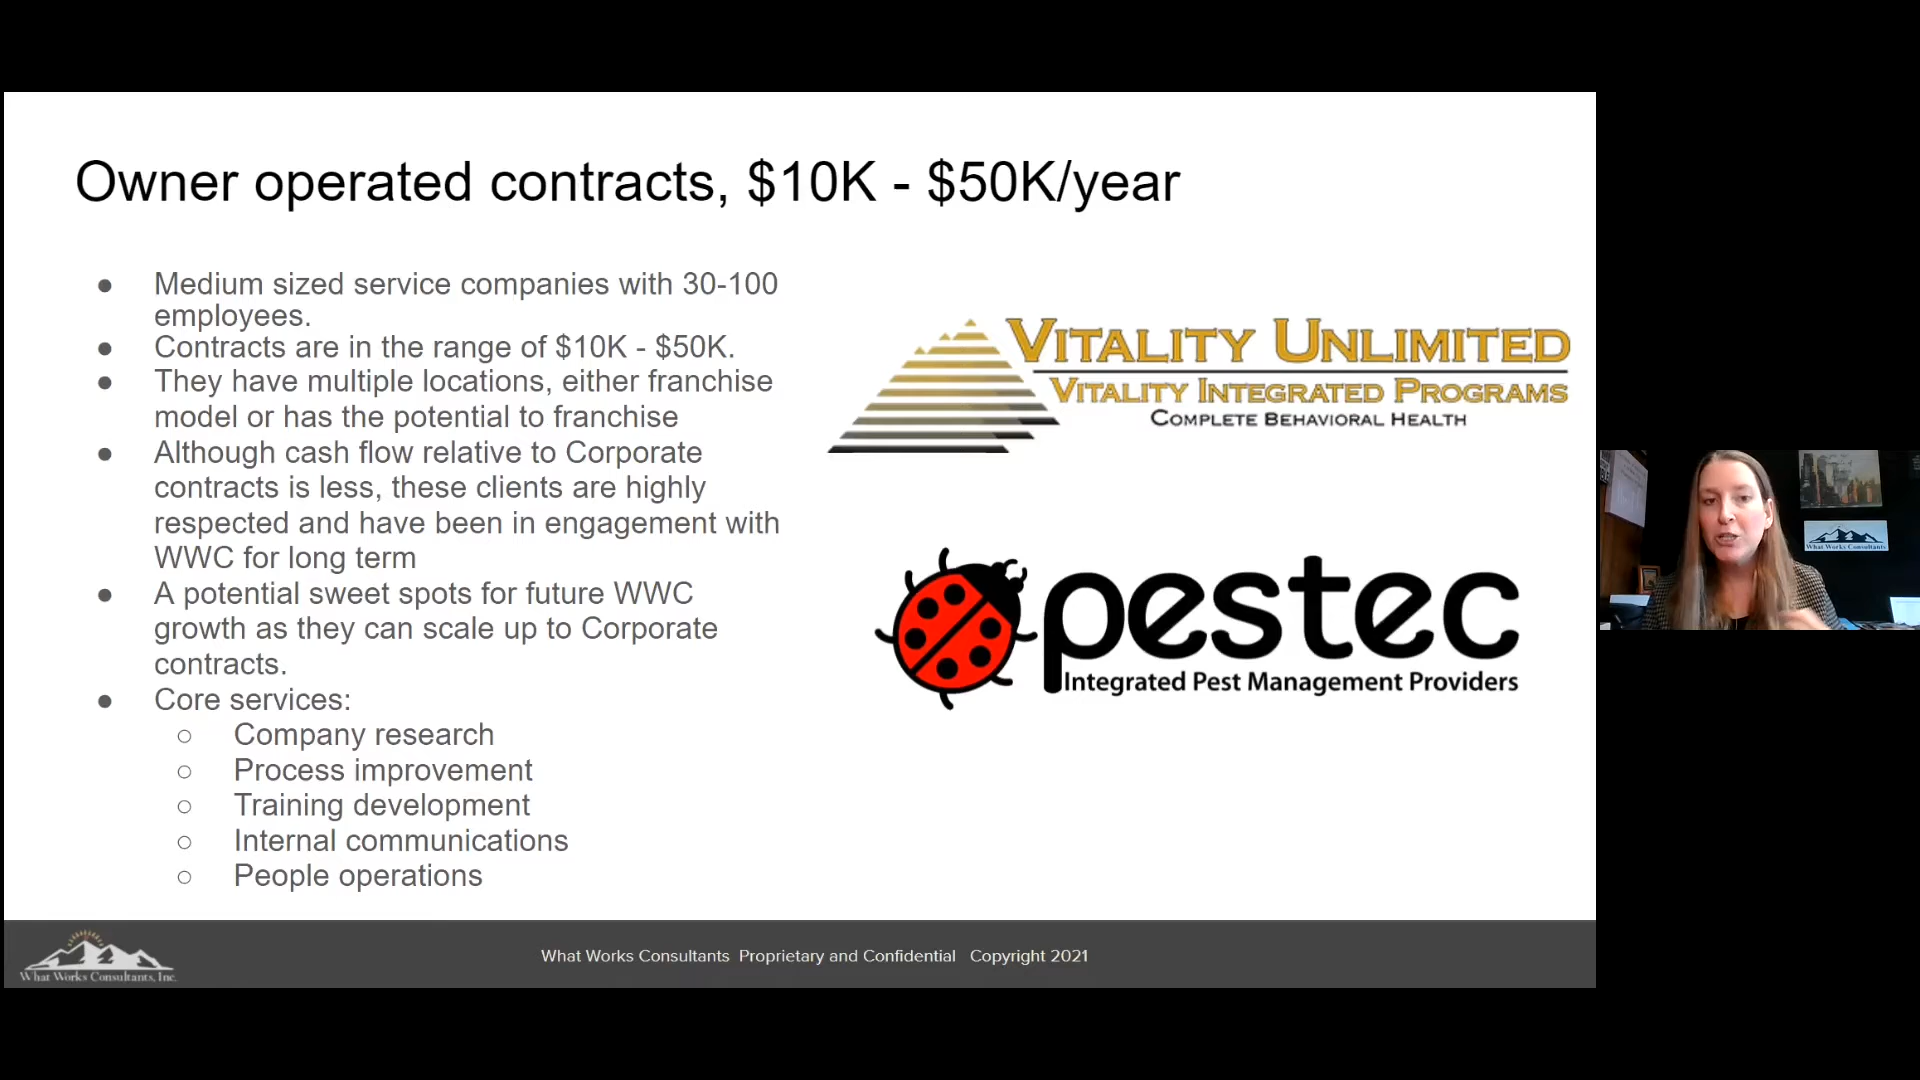 Owner operated contracts, $10K - $50K/year
● Medium sized service companies with 30-100
employees.
● Contracts are in the range of $10K - $50K.
● They have multiple locations, either franchise
model or has the potential to franchise
● Although cash flow relative to Corporate
contracts is less, these clients are highly
respected and have been in engagement with
WWC for long term
● A potential sweet spots for future WWC
growth as they can scale up to Corporate
contracts.
● Core services:
○ Company research
○ Process improvement
○ Training development
○ Internal communications
○ People operations
VITALITY UNLIMITED
VITALITY INTEGRATED PROGRAMS
COMPLETE BEHAVIORAL HEALTH
pestec
Integrated Pest Management Providers
What Works Consultants
What Works Consultants, Inc.
What Works Consultants Proprietary and Confidential Copyright 2021